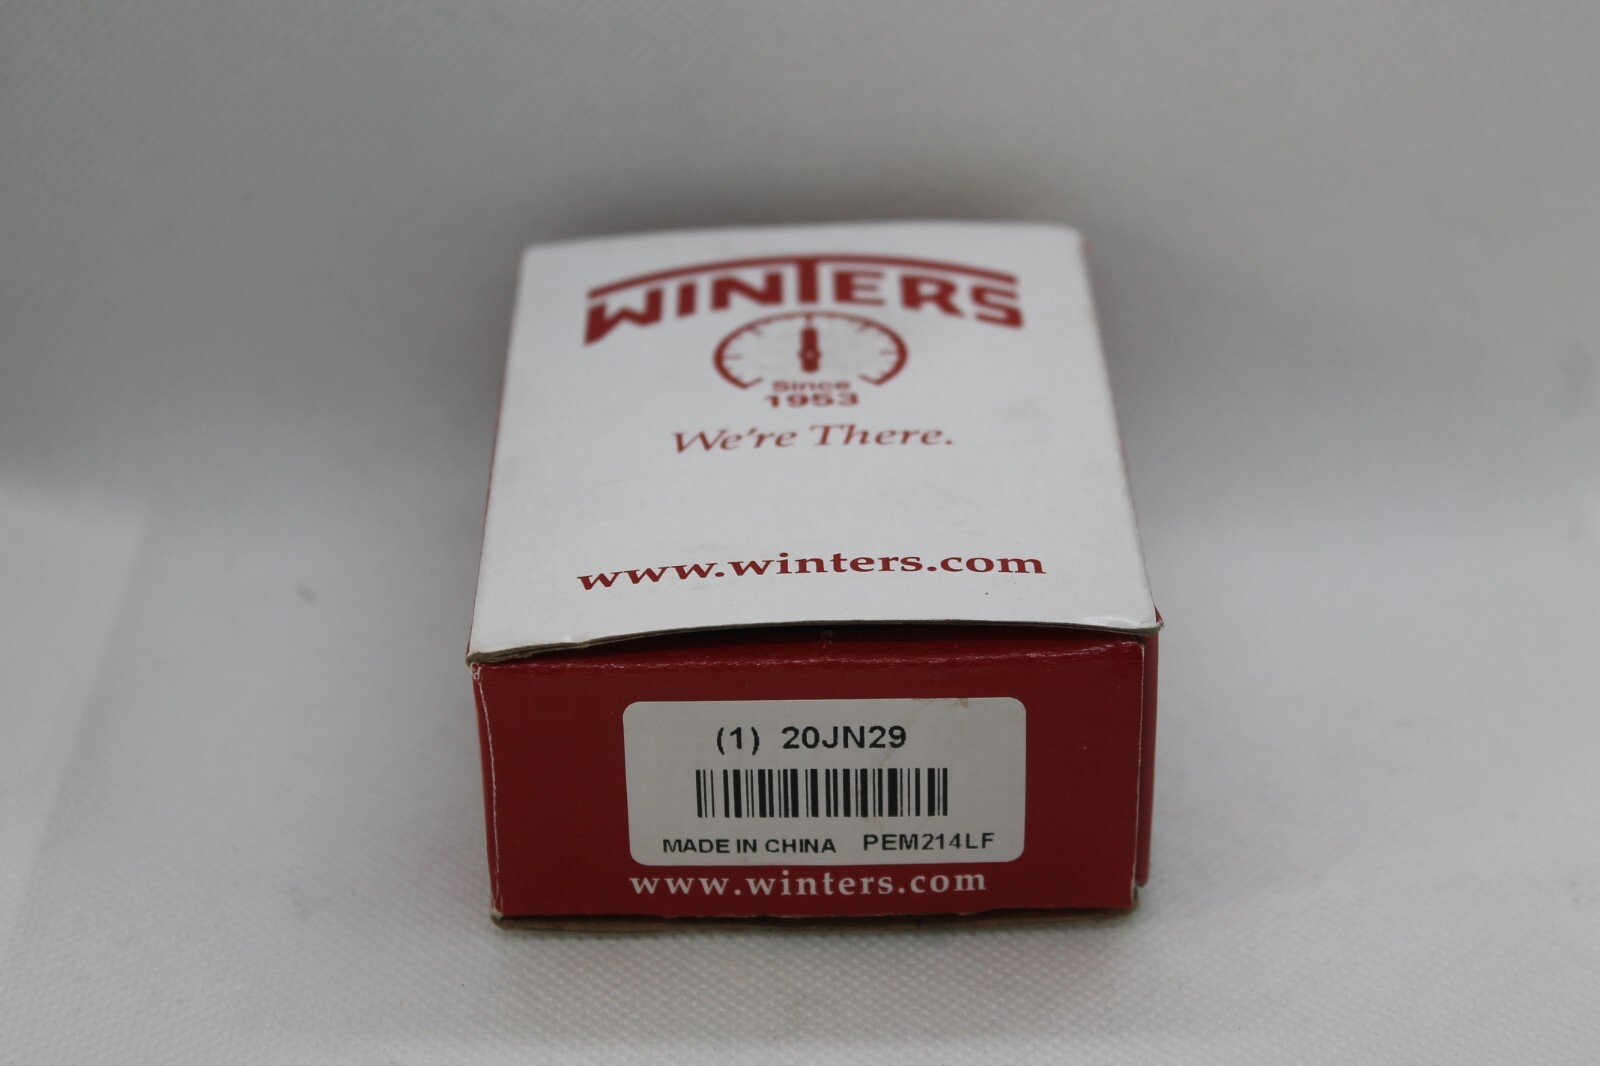 WINTERS
Since
1953
We're There.
www.winters.com
(1) 20JN29
MADE IN CHINA PEM214LF
www.winters.com